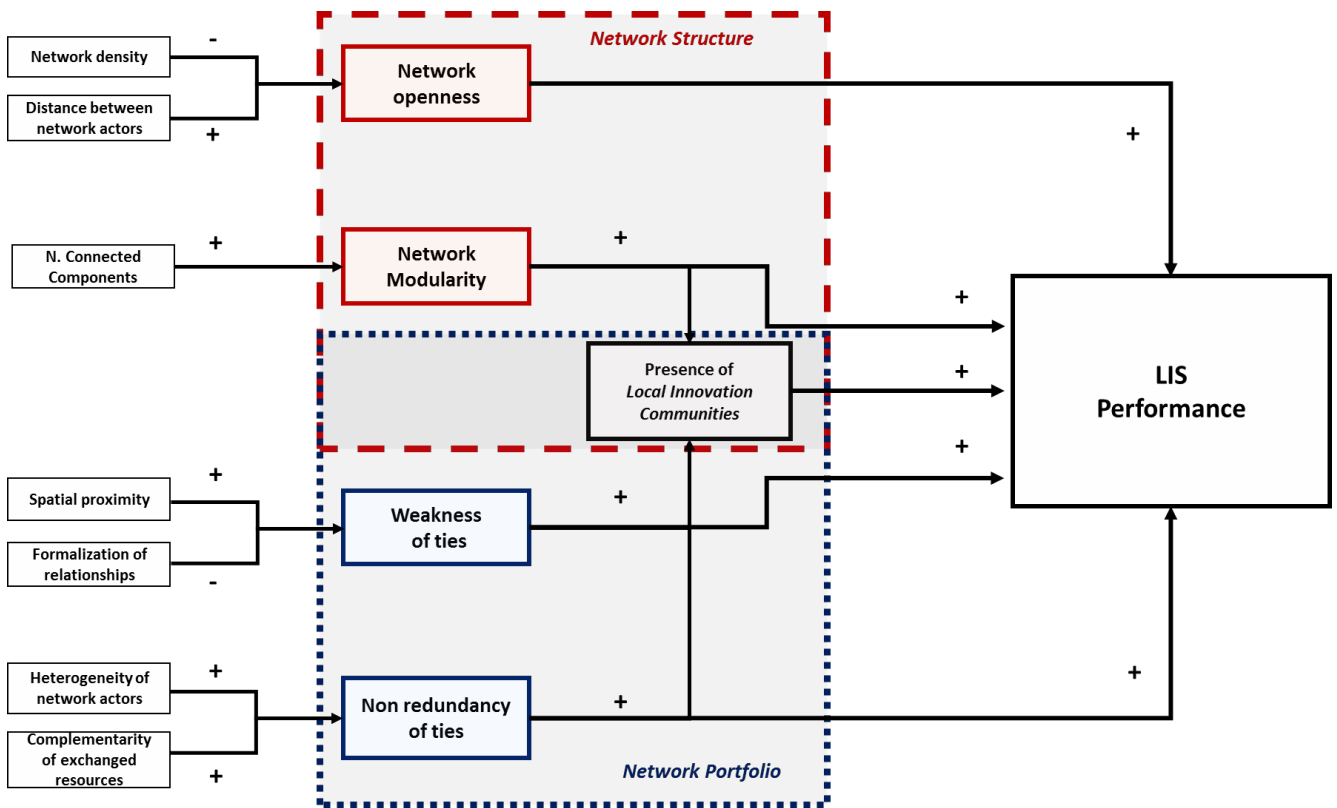 Network Structure
-
Network density
Distance between
network actors
+
Network
openness
+
N. Connected
Components
+
Network
Modularity
+
+
Presence of
Local Innovation
Communities
+
LIS
Performance
+
Spatial proximity
Formalization of
relationships
-
Weakness
of ties
+
+
Heterogeneity of
network actors
Complementarity
of exchanged
resources
+
+
Non redundancy
of ties
+
+
Network Portfolio